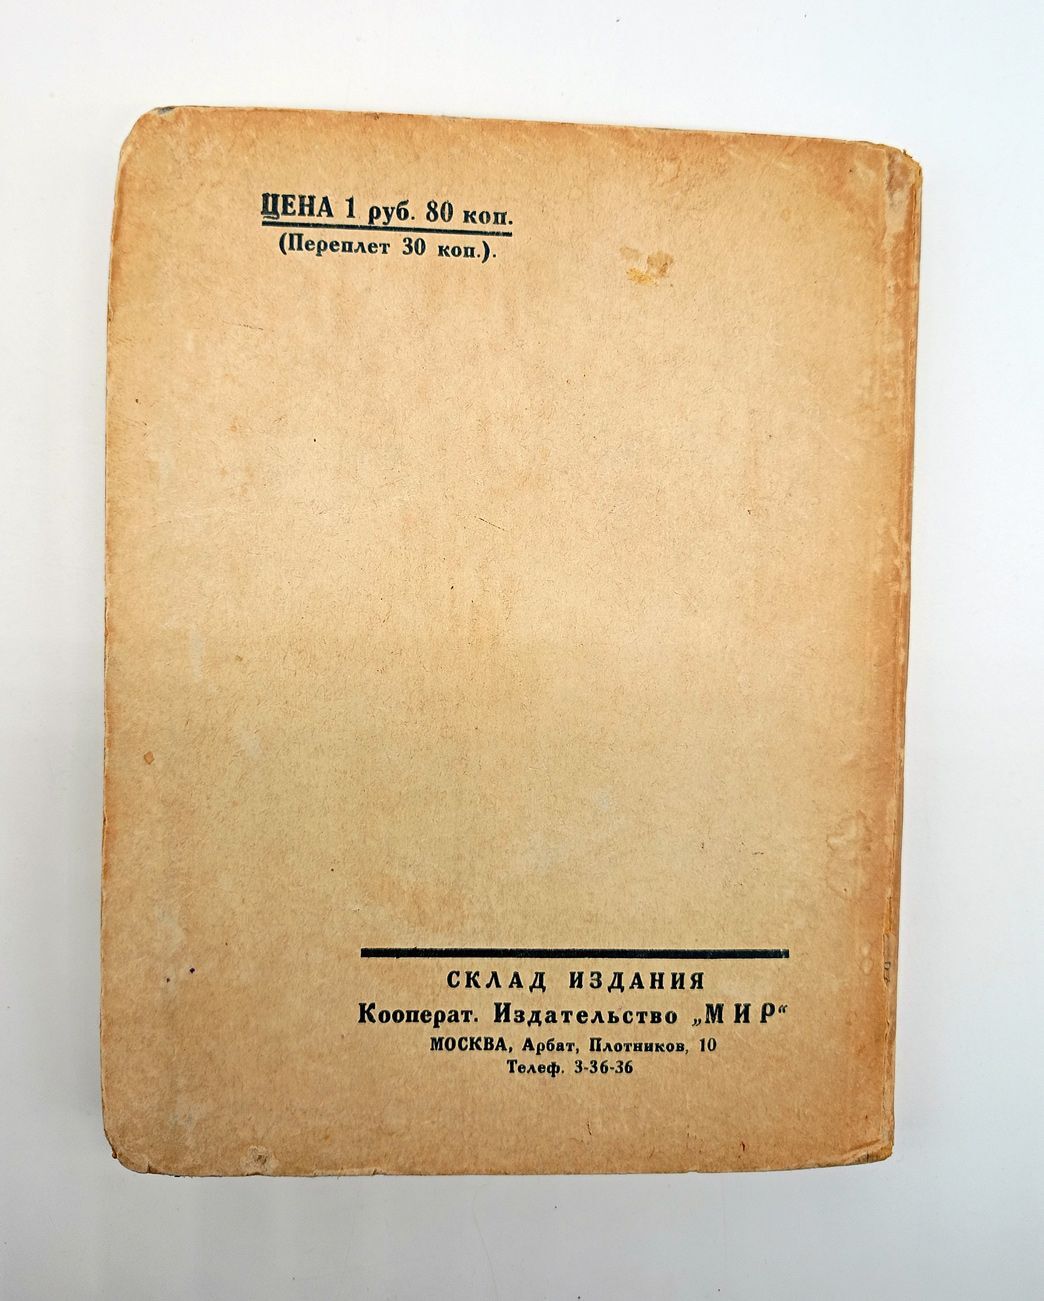 ЦЕНА 1 руб. 80 коп.
(Переплет 30 коп.).
СКЛАД ИЗДАНИЯ
Кооперат. Издательство „МИР“
МОСКВА, Арбат, Плотников, 10
Телеф. 3-36-36